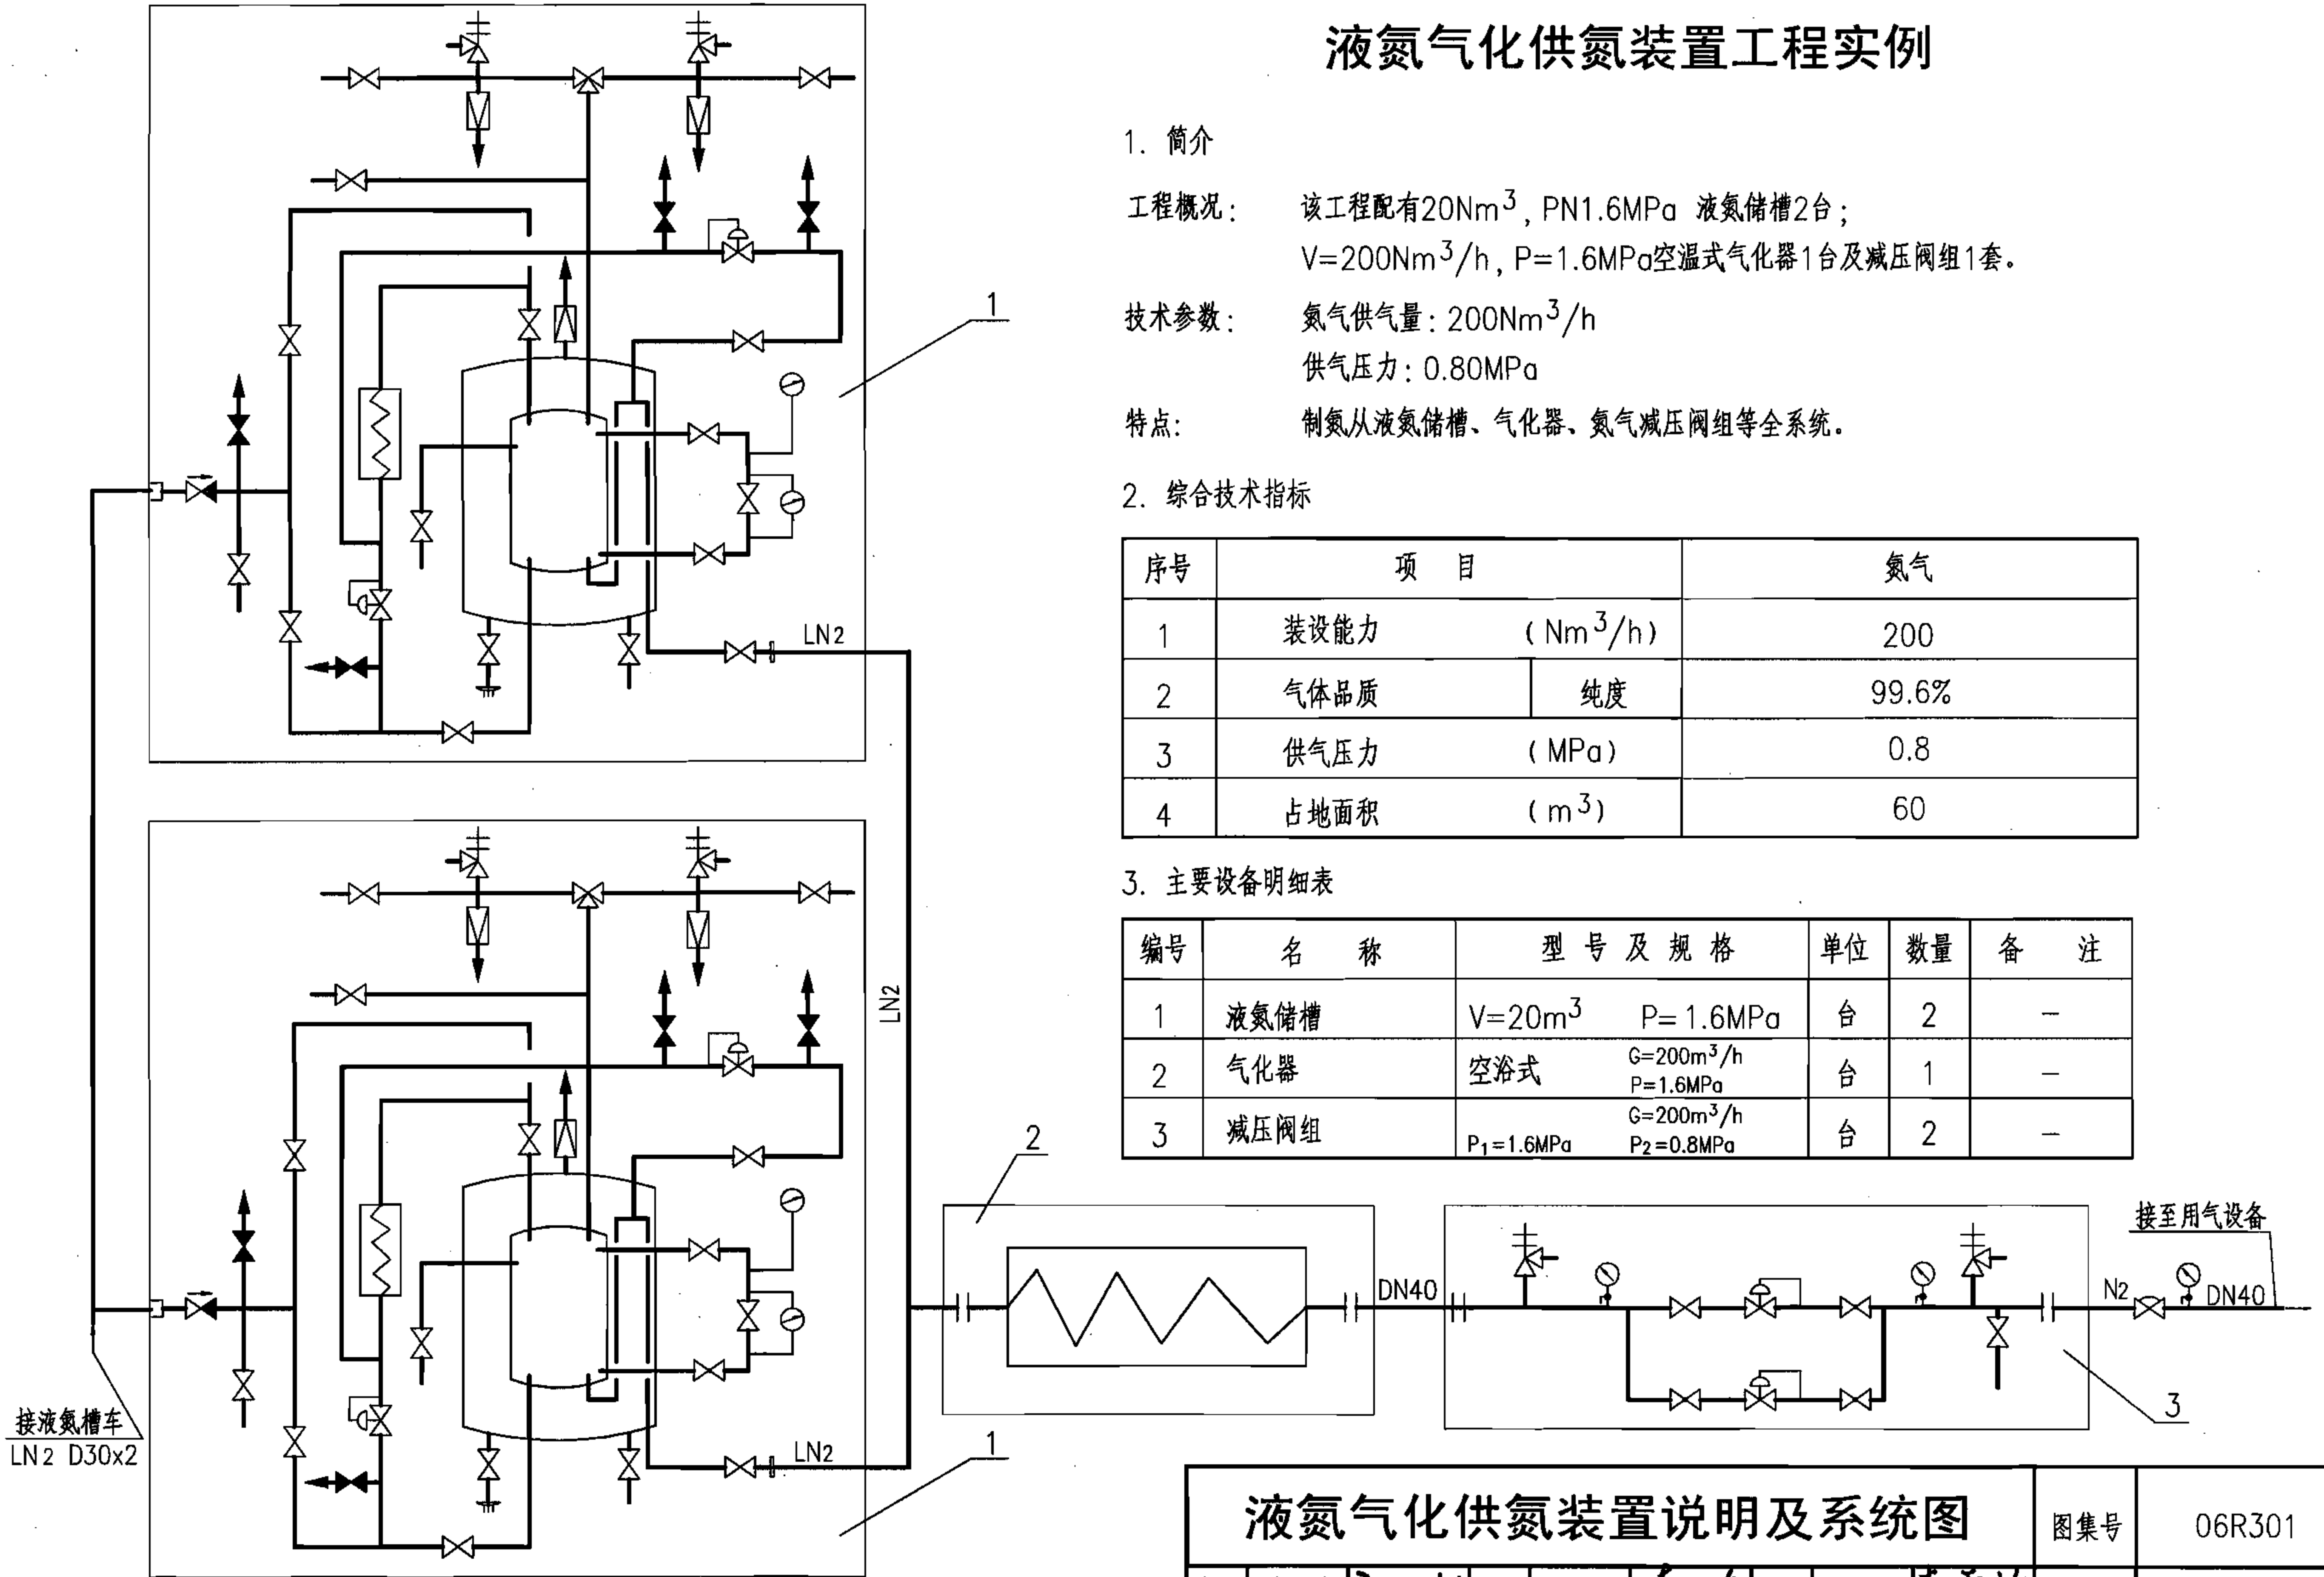 液氮气化供氮装置工程实例
1. 简介
工程概况: 该工程配有20Nm³, PN1.6MPa 液氮储槽2台;
V=200Nm³/h, P=1.6MPa空温式气化器1台及减压阀组1套。
技术参数: 氮气供气量: 200Nm³/h
供气压力: 0.80MPa
特点: 制氮从液氮储槽、气化器、氮气减压阀组等全系统。
2. 综合技术指标
序号 项 目 氮气
1 装设能力 (Nm³/h) 200
2 气体品质 纯度 99.6%
3 供气压力 (MPa) 0.8
4 占地面积 (m³) 60
3. 主要设备明细表
编号 名 称 型 号 及 规 格 单位 数量 备 注
1 液氮储槽 V=20m³ P=1.6MPa 台 2 —
2 气化器 空浴式 G=200m³/h P=1.6MPa 台 1 —
3 减压阀组 P₁=1.6MPa G=200m³/h P₂=0.8MPa 台 2 —
1
LN2
LN2
2
DN40
接至用气设备
N2
DN40
3
接液氮槽车
LN2 D30x2
LN2
1
液氮气化供氮装置说明及系统图
图集号
06R301